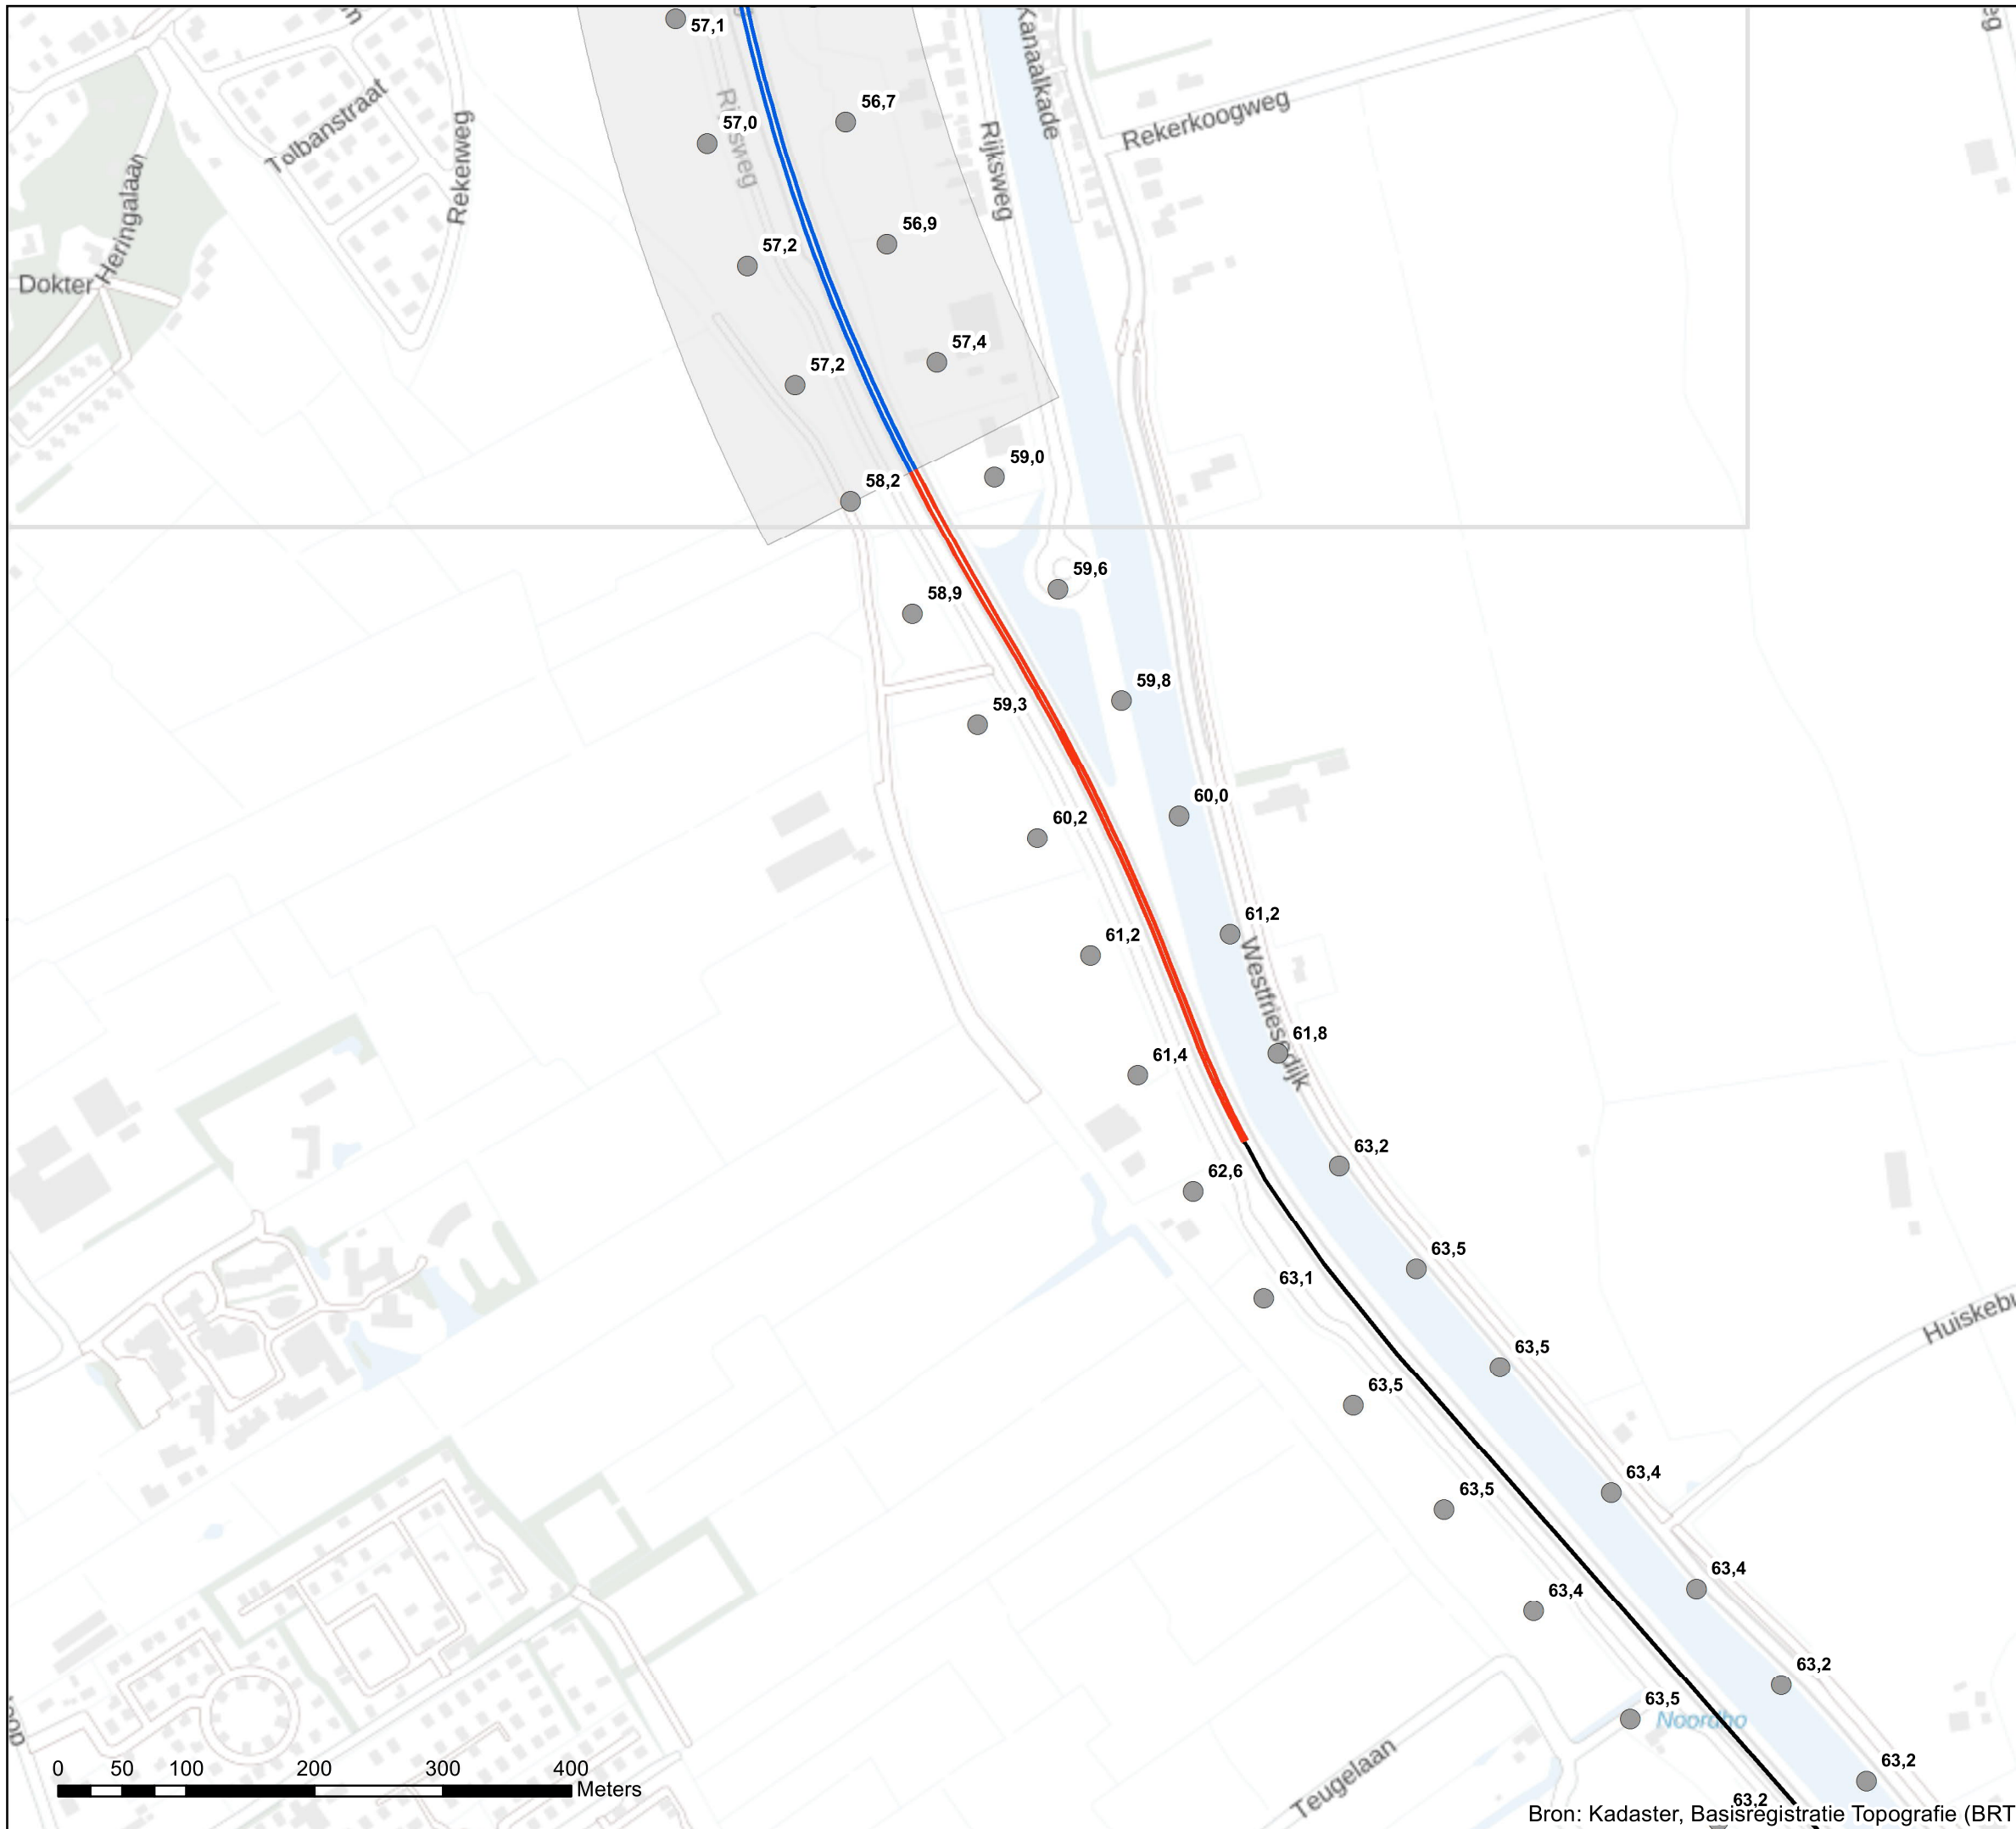 57,1
Kanaalkade
Tolbanstraat
Rekerweg
57,0
56,7
Rijksweg
Rekerkoogweg
Heringalaan
56,9
57,2
Dokter
57,4
57,2
59,0
58,2
59,6
58,9
59,8
59,3
60,0
60,2
61,2
61,2
Westfriesedijk
61,8
61,4
63,2
62,6
63,5
63,1
63,5
63,5
63,4
63,5
63,4
63,4
63,2
63,5
Noordho
Teugelaan
63,2
63,2
0 50 100 200 300 400
Meters
Bron: Kadaster, Basisregistratie Topografie (BRT